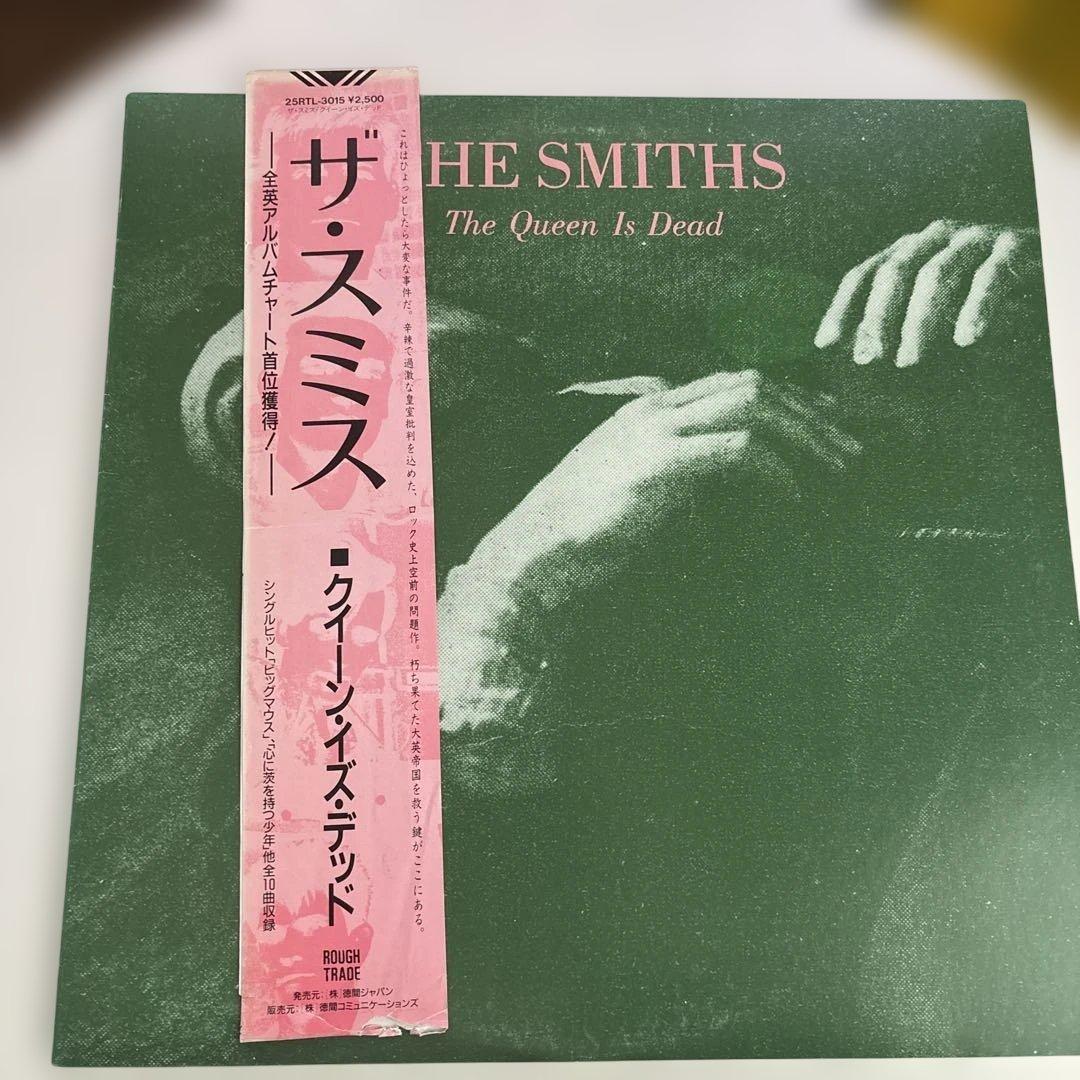 25RTL-3015 ¥2,500
ザ・スミス/クイーン・イズ・デッド
これはひょっとしたら大変な事件だ。辛辣で過激な皇室批判を込めた、ロック史上空前の問題作。朽ち果てた大英帝国を救う鍵がここにある。
ザ・スミス
■クイーン・イズ・デッド
—全英アルバムチャート首位獲得!—
シングルヒット「ビッグマウス」、「心に茨を持つ少年」他全10曲収録
ROUGH
TRADE
発売元:(株)徳間ジャパン
販売元:(株)徳間コミュニケーションズ
HE SMITHS
The Queen Is Dead